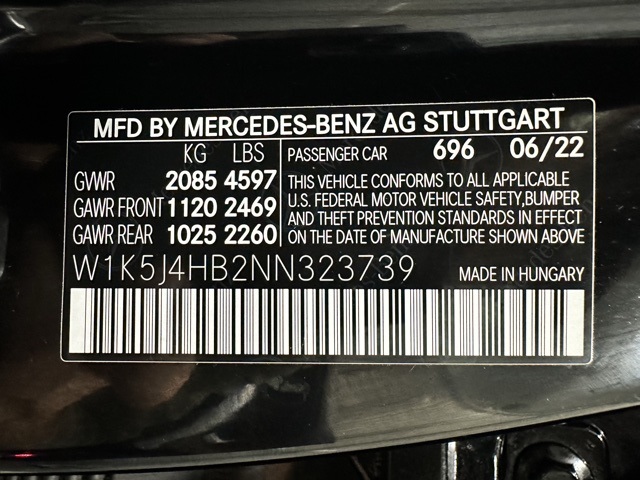 MFD BY MERCEDES-BENZ AG STUTTGART
KG LBS
GVWR 2085 4597
GAWR FRONT 1120 2469
GAWR REAR 1025 2260
PASSENGER CAR 696 06/22
THIS VEHICLE CONFORMS TO ALL APPLICABLE
U.S. FEDERAL MOTOR VEHICLE SAFETY,BUMPER
AND THEFT PREVENTION STANDARDS IN EFFECT
ON THE DATE OF MANUFACTURE SHOWN ABOVE
W1K5J4HB2NN323739
MADE IN HUNGARY